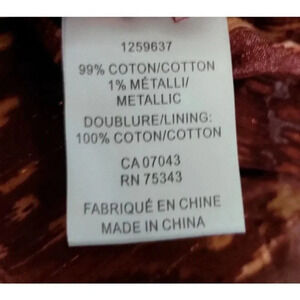 1259637
99% COTON/COTTON
1% MÉTALLI/
METALLIC
DOUBLURE/LINING:
100% COTON/COTTON
CA 07043
RN 75343
FABRIQUÉ EN CHINE
MADE IN CHINA